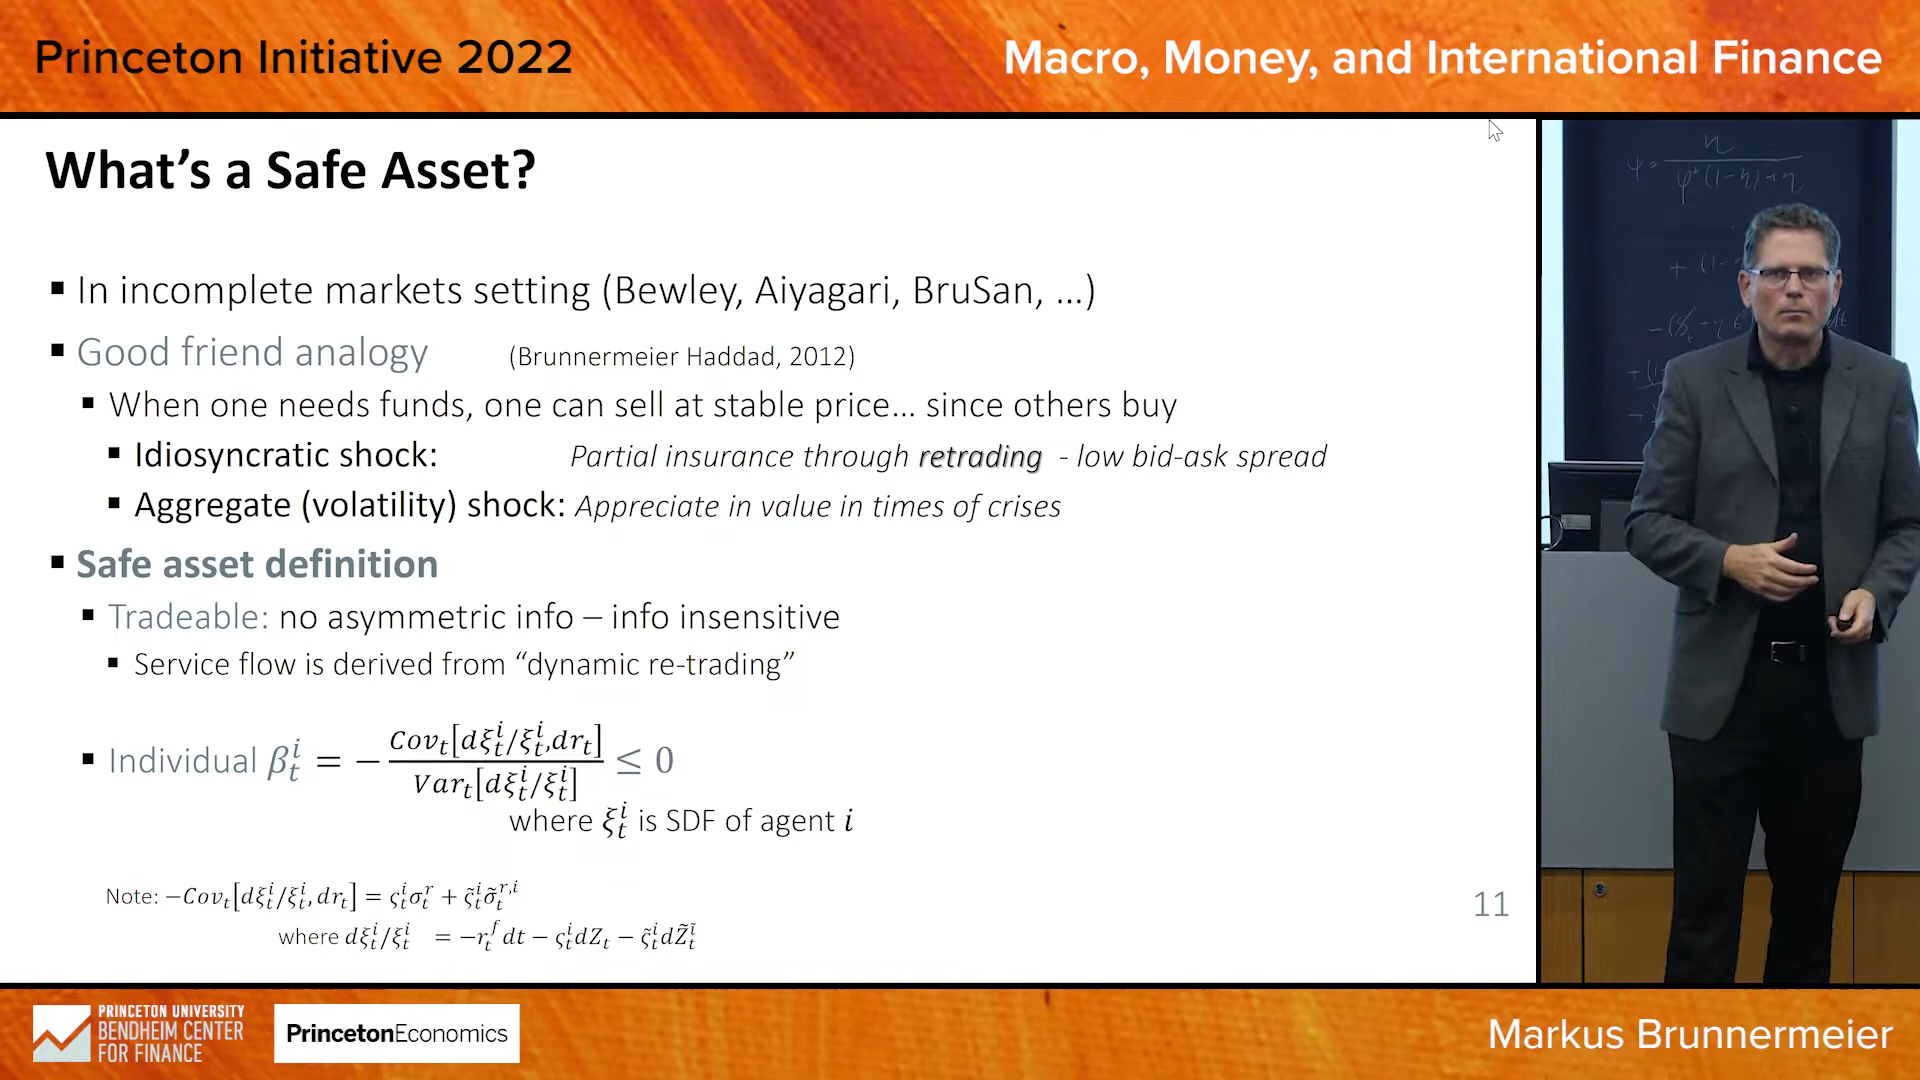 Princeton Initiative 2022
Macro, Money, and International Finance
What's a Safe Asset?
▪ In incomplete markets setting (Bewley, Aiyagari, BruSan, …)
▪ Good friend analogy (Brunnermeier Haddad, 2012)
▪ When one needs funds, one can sell at stable price… since others buy
▪ Idiosyncratic shock: Partial insurance through retrading - low bid-ask spread
▪ Aggregate (volatility) shock: Appreciate in value in times of crises
▪ Safe asset definition
▪ Tradeable: no asymmetric info – info insensitive
▪ Service flow is derived from “dynamic re-trading”
▪ Individual β_t^i = − Cov_t[dξ_t^i/ξ_t^i,dr_t] / Var_t[dξ_t^i/ξ_t^i] ≤ 0
where ξ_t^i is SDF of agent i
Note: −Cov_t[dξ_t^i/ξ_t^i, dr_t] = ς_t^i σ_t^r + ς̃_t^i σ̃_t^{r,i}
where dξ_t^i/ξ_t^i = −r_t^f dt − ς_t^i dZ_t − ς̃_t^i dZ̃_t^ĩ
11
ψ = η / φ²(1-η)+η
PRINCETON UNIVERSITY
BENDHEIM CENTER
FOR FINANCE
PrincetonEconomics
Markus Brunnermeier